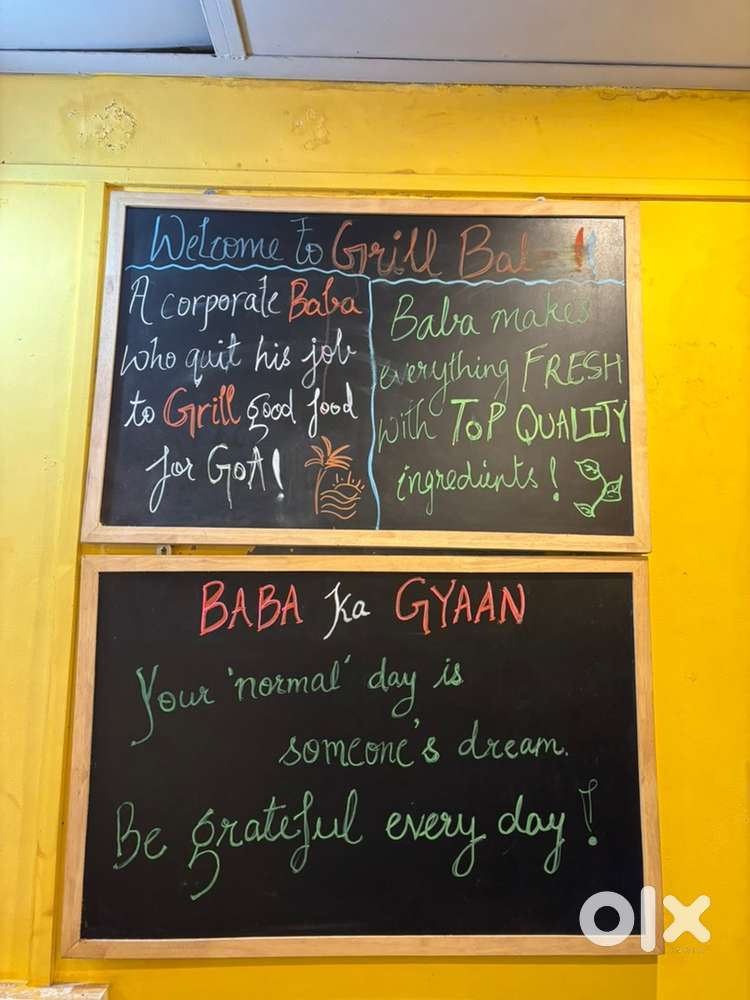 Welcome to Grill
A corporate Baba
who quit his job
to Grill good food
for GOA!
Baba makes
everything FRESH
with TOP QUALITY
ingredients!
BABA ka GYAAN
Your 'normal' day is
someone's dream.
Be grateful every day!
olx